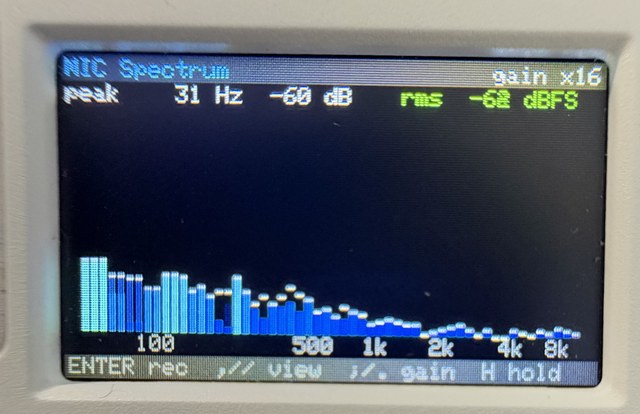 MIC Spectrum gain x16
peak 31 Hz -60 dB rms -62 dBFS
100 500 1k 2k 4k 8k
ENTER rec ,// view ;/. gain H hold